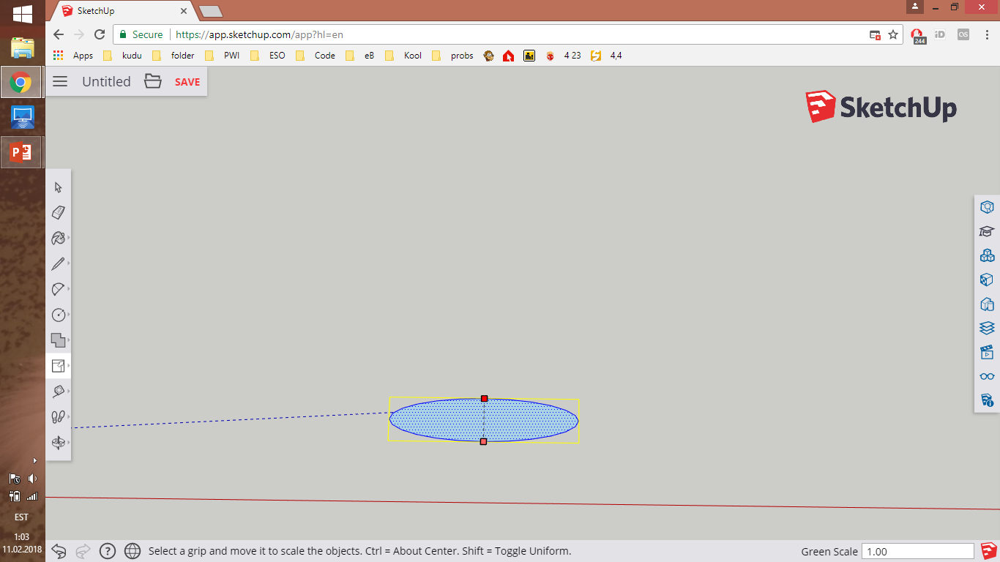 SketchUp
Secure https://app.sketchup.com/app?hl=en
244 iD OS
Apps kudu folder PWI ESO Code eB Kool probs 4 23 4,4
Untitled SAVE
SketchUp
P
EST
1:03
11.02.2018
? Select a grip and move it to scale the objects. Ctrl = About Center. Shift = Toggle Uniform.
Green Scale 1.00